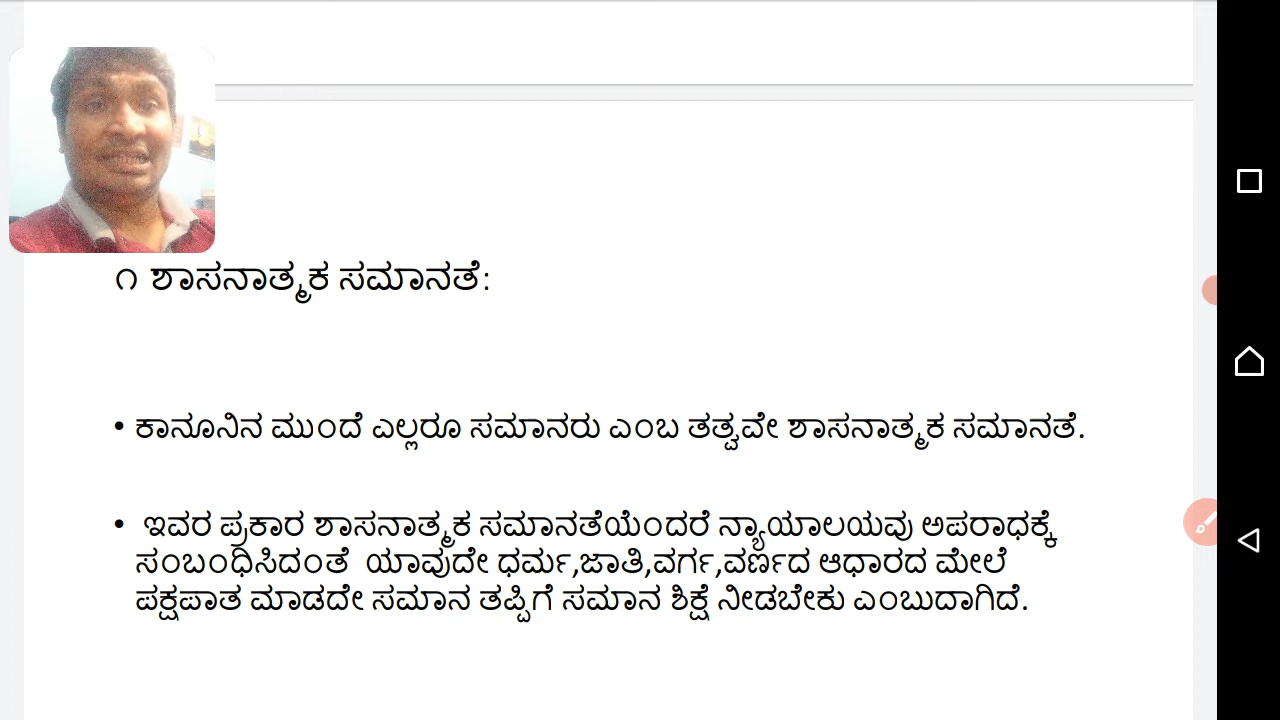 ೧ ಶಾಸನಾತ್ಮಕ ಸಮಾನತೆ:
• ಕಾನೂನಿನ ಮುಂದೆ ಎಲ್ಲರೂ ಸಮಾನರು ಎಂಬ ತತ್ವವೇ ಶಾಸನಾತ್ಮಕ ಸಮಾನತೆ.
• ಇವರ ಪ್ರಕಾರ ಶಾಸನಾತ್ಮಕ ಸಮಾನತೆಯೆಂದರೆ ನ್ಯಾಯಾಲಯವು ಅಪರಾಧಕ್ಕೆ
ಸಂಬಂಧಿಸಿದಂತೆ ಯಾವುದೇ ಧರ್ಮ,ಜಾತಿ,ವರ್ಗ,ವರ್ಣದ ಆಧಾರದ ಮೇಲೆ
ಪಕ್ಷಪಾತ ಮಾಡದೇ ಸಮಾನ ತಪ್ಪಿಗೆ ಸಮಾನ ಶಿಕ್ಷೆ ನೀಡಬೇಕು ಎಂಬುದಾಗಿದೆ.